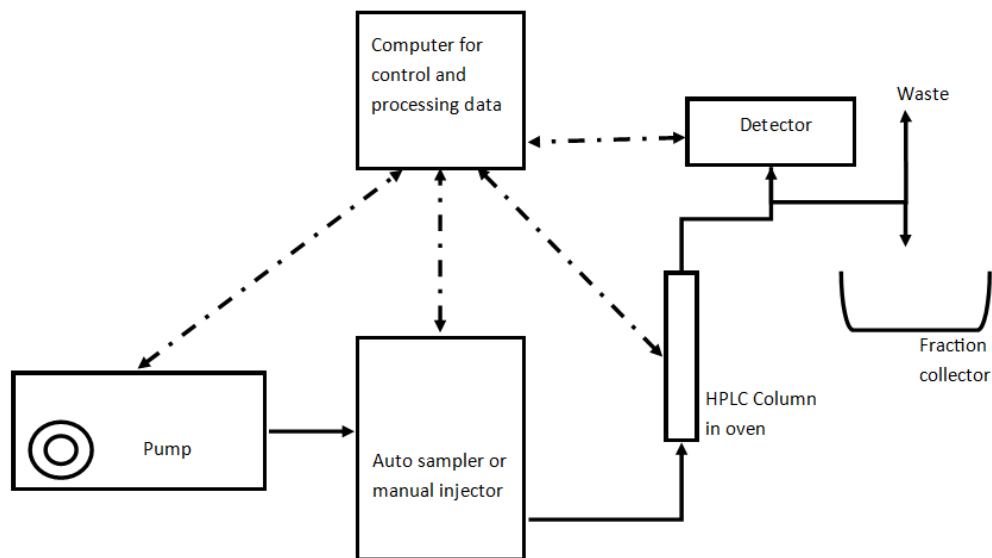 Computer for
control and
processing data
Detector
Waste
Fraction
collector
HPLC Column
in oven
Pump
Auto sampler or
manual injector